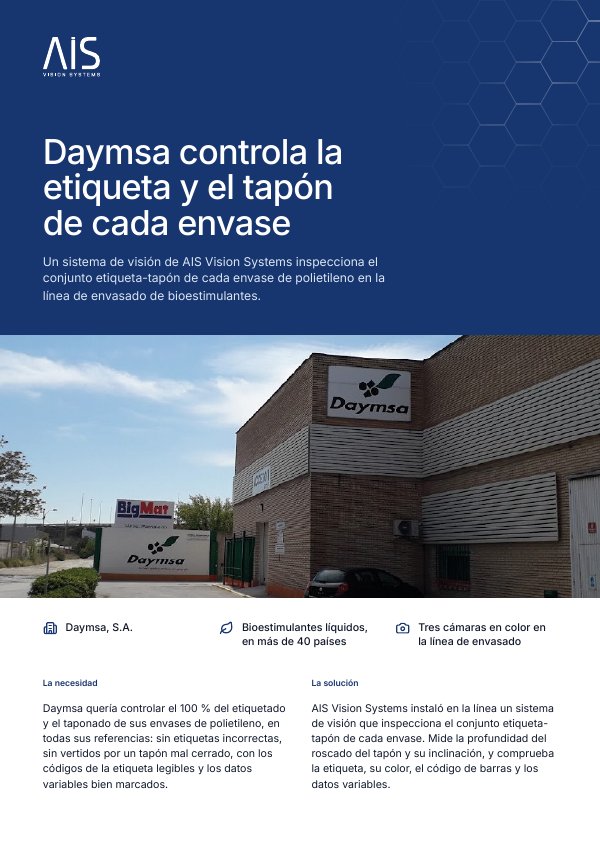 AIS
VISION SYSTEMS
Daymsa controla la
etiqueta y el tapón
de cada envase
Un sistema de visión de AIS Vision Systems inspecciona el
conjunto etiqueta-tapón de cada envase de polietileno en la
línea de envasado de bioestimulantes.
Daymsa
BigMat
Daymsa
Daymsa, S.A.
Bioestimulantes líquidos,
en más de 40 países
Tres cámaras en color en
la línea de envasado
La necesidad
Daymsa quería controlar el 100 % del etiquetado
y el taponado de sus envases de polietileno, en
todas sus referencias: sin etiquetas incorrectas,
sin vertidos por un tapón mal cerrado, con los
códigos de la etiqueta legibles y los datos
variables bien marcados.
La solución
AIS Vision Systems instaló en la línea un sistema
de visión que inspecciona el conjunto etiqueta-
tapón de cada envase. Mide la profundidad del
roscado del tapón y su inclinación, y comprueba
la etiqueta, su color, el código de barras y los
datos variables.